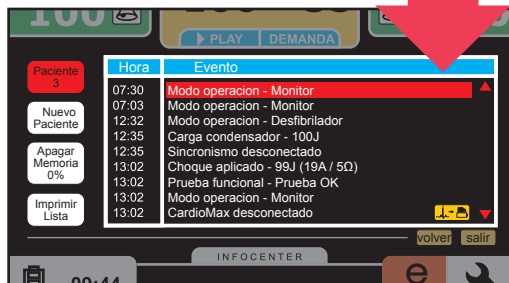 100
PLAY DEMANDA
Paciente
3
Nuevo
Paciente
Apagar
Memoria
0%
Imprimir
Lista
Hora Evento
07:30 Modo operacion - Monitor
07:03 Modo operacion - Monitor
12:32 Modo operacion - Desfibrilador
12:35 Carga condensador - 100J
12:35 Sincronismo desconectado
13:02 Choque aplicado - 99J (19A / 5Ω)
13:02 Prueba funcional - Prueba OK
13:02 Modo operacion - Monitor
13:02 CardioMax desconectado
volver salir
INFOCENTER
e